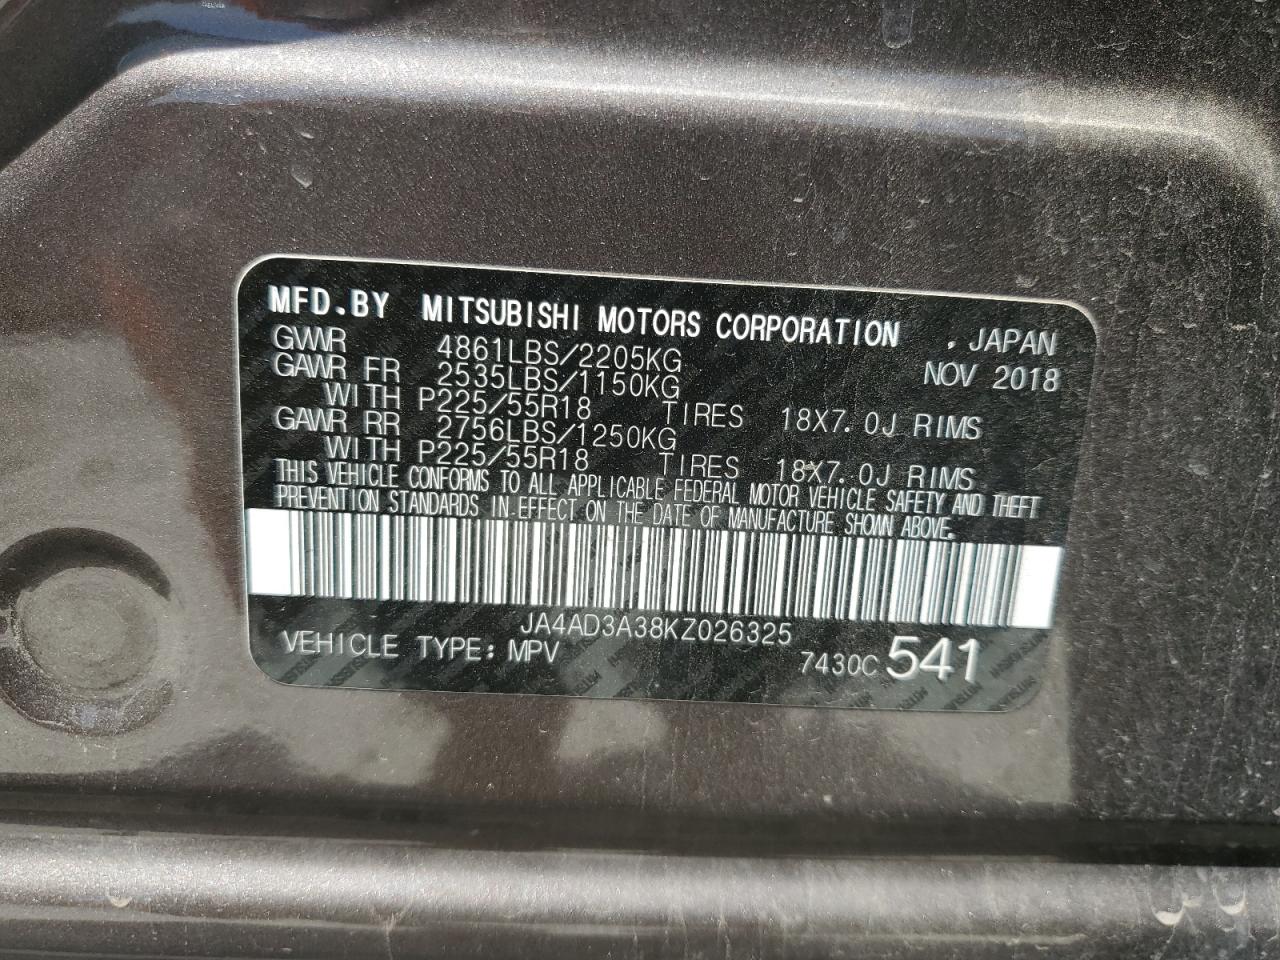 MFD.BY MITSUBISHI MOTORS CORPORATION , JAPAN
GVWR 4861LBS/2205KG NOV 2018
GAWR FR 2535LBS/1150KG
WITH P225/55R18 TIRES 18X7.0J RIMS
GAWR RR 2756LBS/1250KG
WITH P225/55R18 TIRES 18X7.0J RIMS
THIS VEHICLE CONFORMS TO ALL APPLICABLE FEDERAL MOTOR VEHICLE SAFETY AND THEFT
PREVENTION STANDARDS IN EFFECT ON THE DATE OF MANUFACTURE SHOWN ABOVE.
JA4AD3A38KZ026325
VEHICLE TYPE: MPV 7430C 541